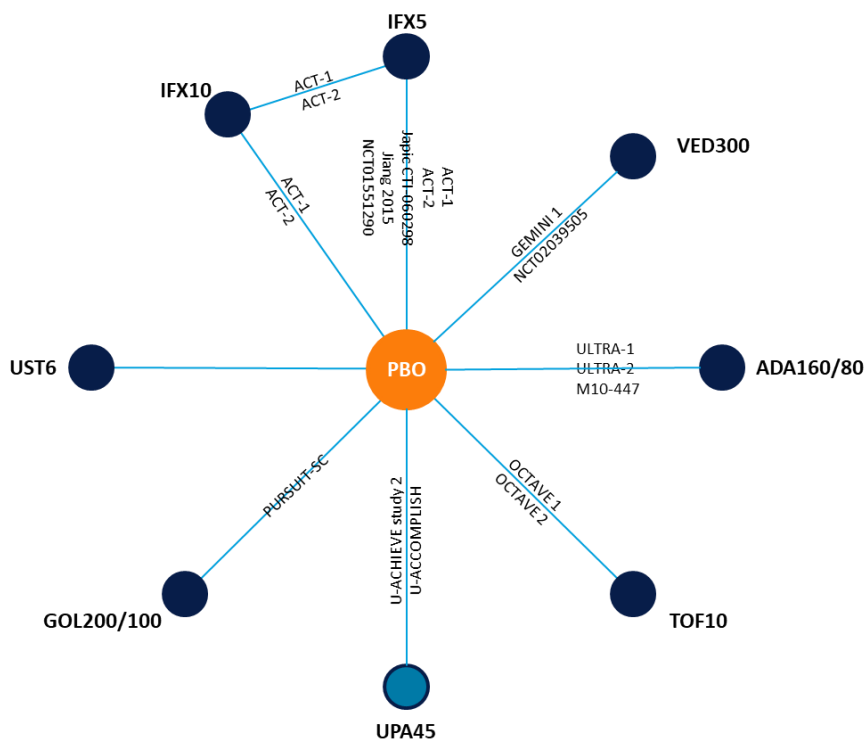 IFX5
IFX10
ACT-1
ACT-2
VED300
ACT-1
ACT-2
ACT-1
ACT-2
Japic CTI-060298
Jiang 2015
NCT01551290
GEMINI 1
NCT02039505
UST6
PBO
ULTRA-1
ULTRA-2
M10-447
ADA160/80
PURSUIT-SC
U-ACHIEVE study 2
U-ACCOMPLISH
OCTAVE 1
OCTAVE 2
GOL200/100
TOF10
UPA45